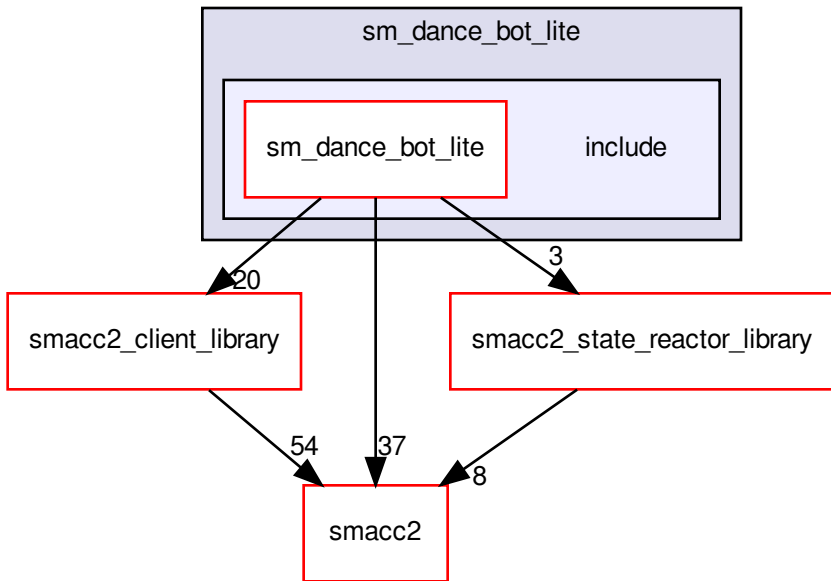 sm_dance_bot_lite
sm_dance_bot_lite
include
3
20
smacc2_client_library
smacc2_state_reactor_library
54
37
8
smacc2